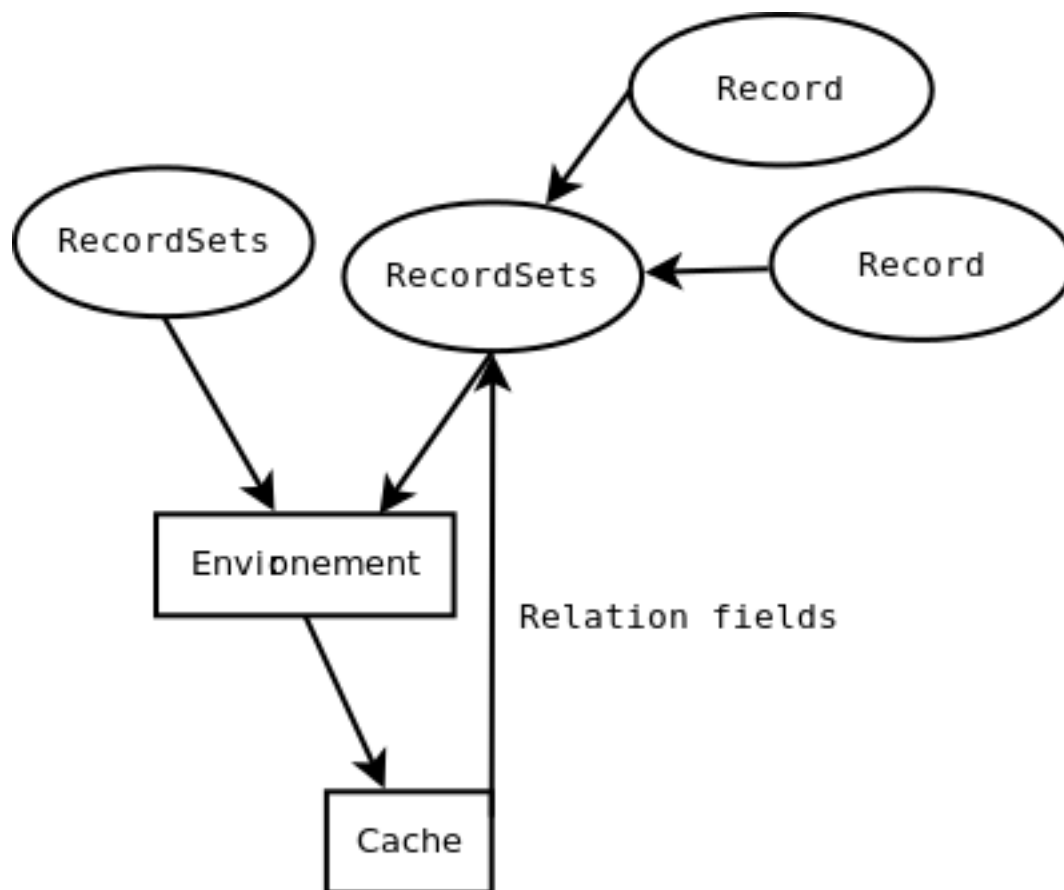 Record
RecordSets
RecordSets
Record
Envionement
Relation fields
Cache